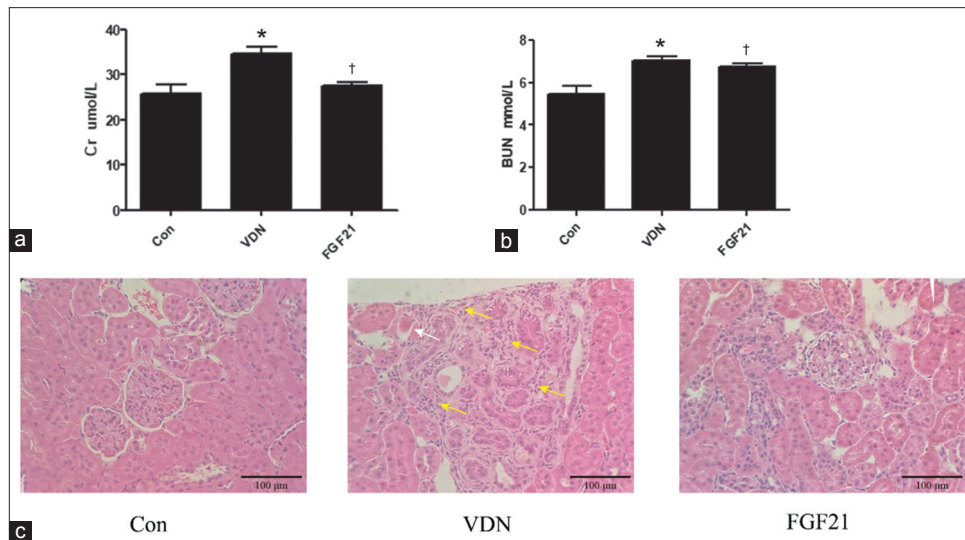 40
30
20
10
0
Cr umol/L
*
†
Con
VDN
FGF21
a
8
6
4
2
0
BUN mmol/L
*
†
Con
VDN
FGF21
b
100 μm
100 μm
100 μm
Con
VDN
FGF21
c